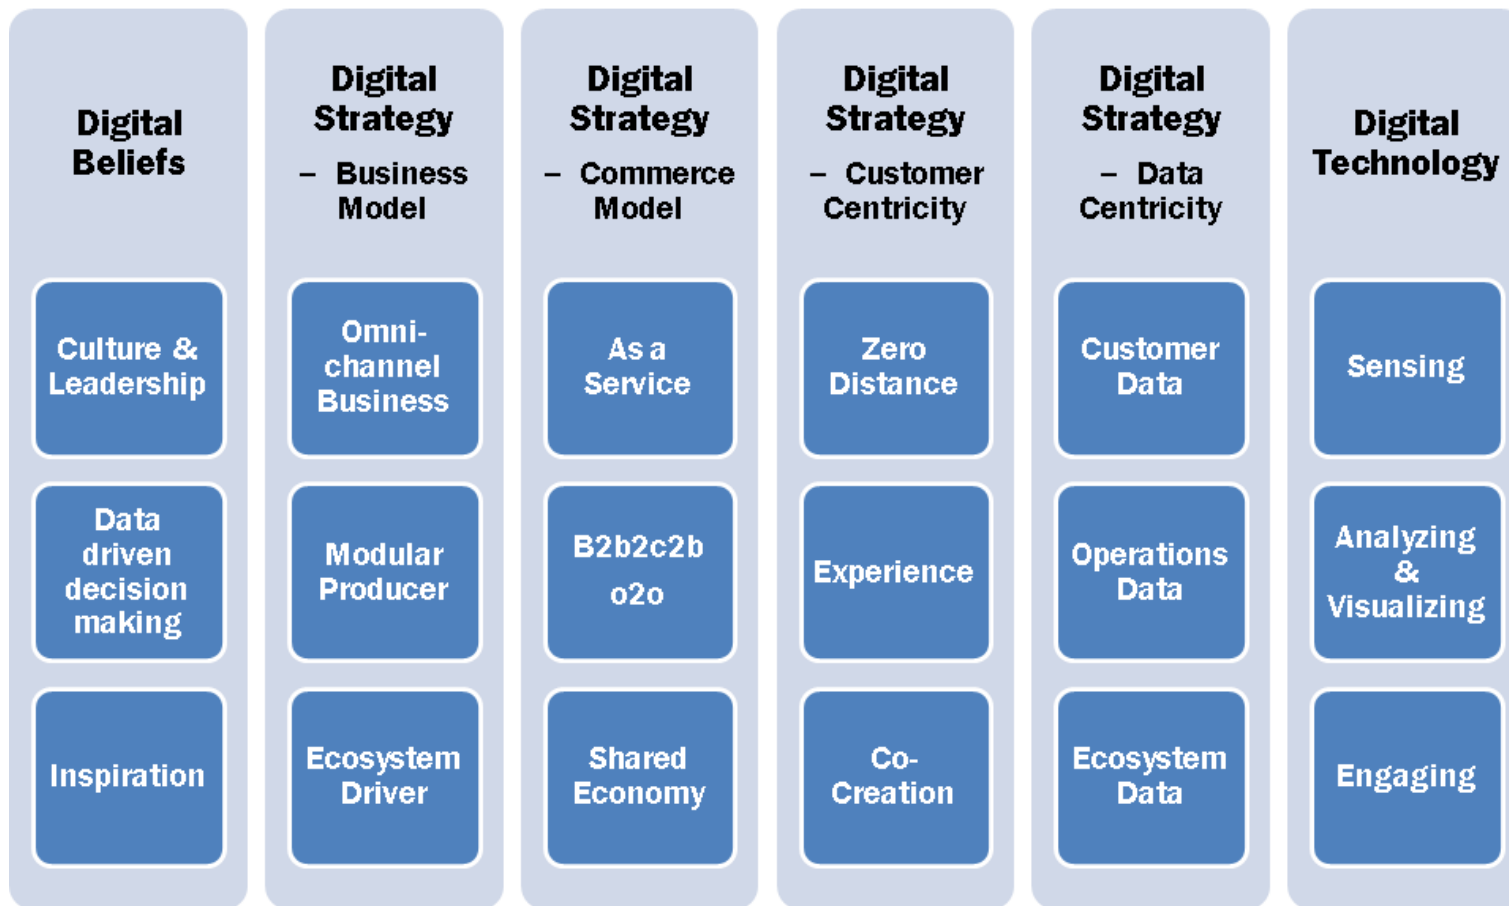 Digital
Beliefs
Culture &
Leadership
Data
driven
decision
making
Inspiration
Digital
Strategy
– Business
Model
Omni-
channel
Business
Modular
Producer
Ecosystem
Driver
Digital
Strategy
– Commerce
Model
As a
Service
B2b2c2b
o2o
Shared
Economy
Digital
Strategy
– Customer
Centricity
Zero
Distance
Experience
Co-
Creation
Digital
Strategy
– Data
Centricity
Customer
Data
Operations
Data
Ecosystem
Data
Digital
Technology
Sensing
Analyzing
&
Visualizing
Engaging